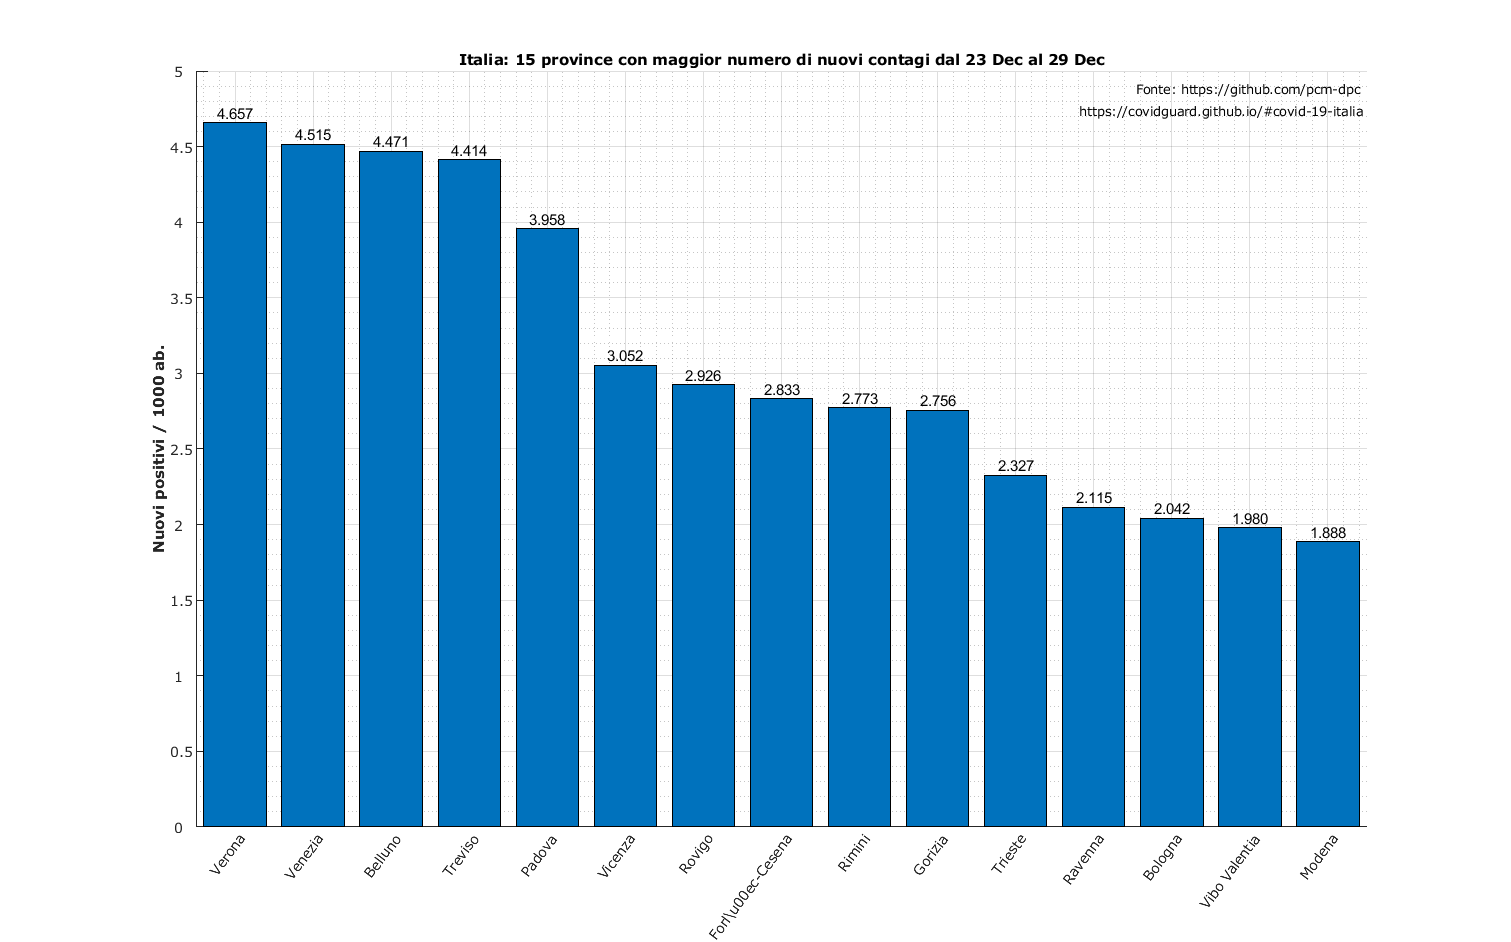 Italia: 15 province con maggior numero di nuovi contagi dal 23 Dec al 29 Dec
Fonte: https://github.com/pcm-dpc
https://covidguard.github.io/#covid-19-italia
Nuovi positivi / 1000 ab.
5
4.5
4
3.5
3
2.5
2
1.5
1
0.5
0
4.657
4.515
4.471
4.414
3.958
3.052
2.926
2.833
2.773
2.756
2.327
2.115
2.042
1.980
1.888
Verona
Venezia
Belluno
Treviso
Padova
Vicenza
Rovigo
Forl\u00ec-Cesena
Rimini
Gorizia
Trieste
Ravenna
Bologna
Vibo Valentia
Modena